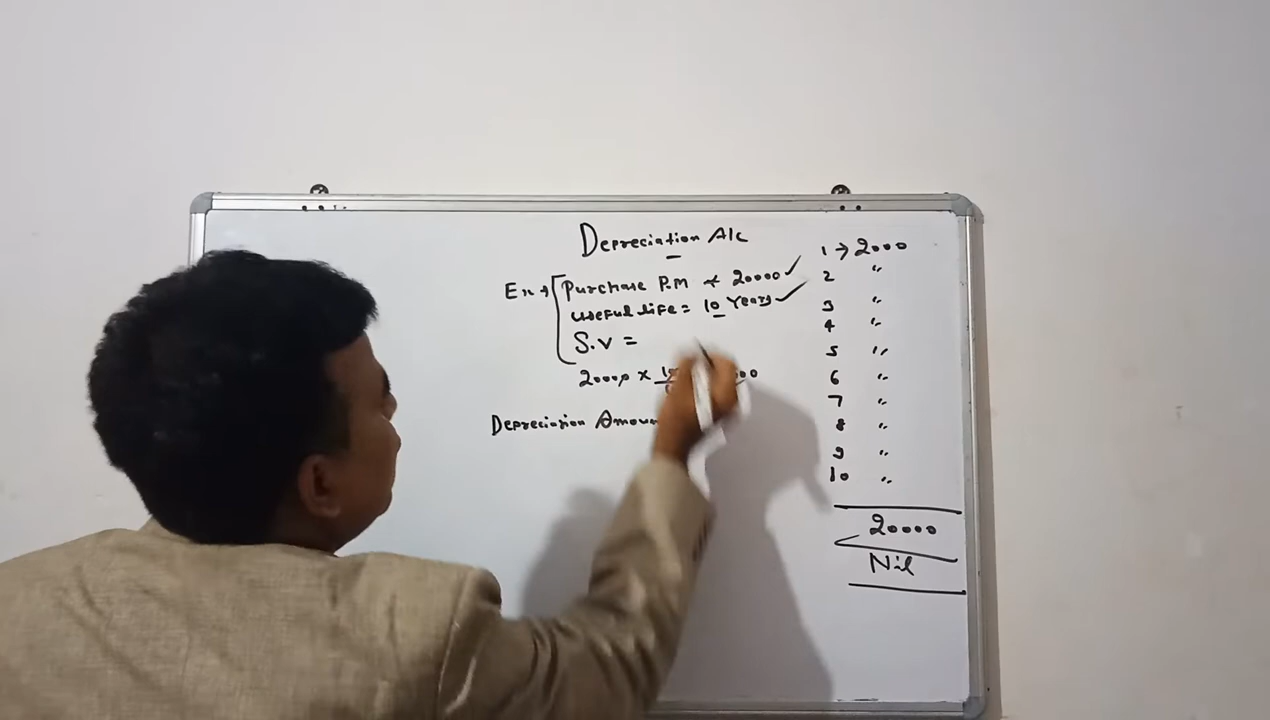 Depreciation A/c
Ex → Purchase P.M 20000 ✓
useful life = 10 Years ✓
S.V =
20000 × 
Depreciation
1 → 2000
2 "
3 "
4 "
5 "
6 "
7 "
8 "
9 "
10 "
20000
Nil